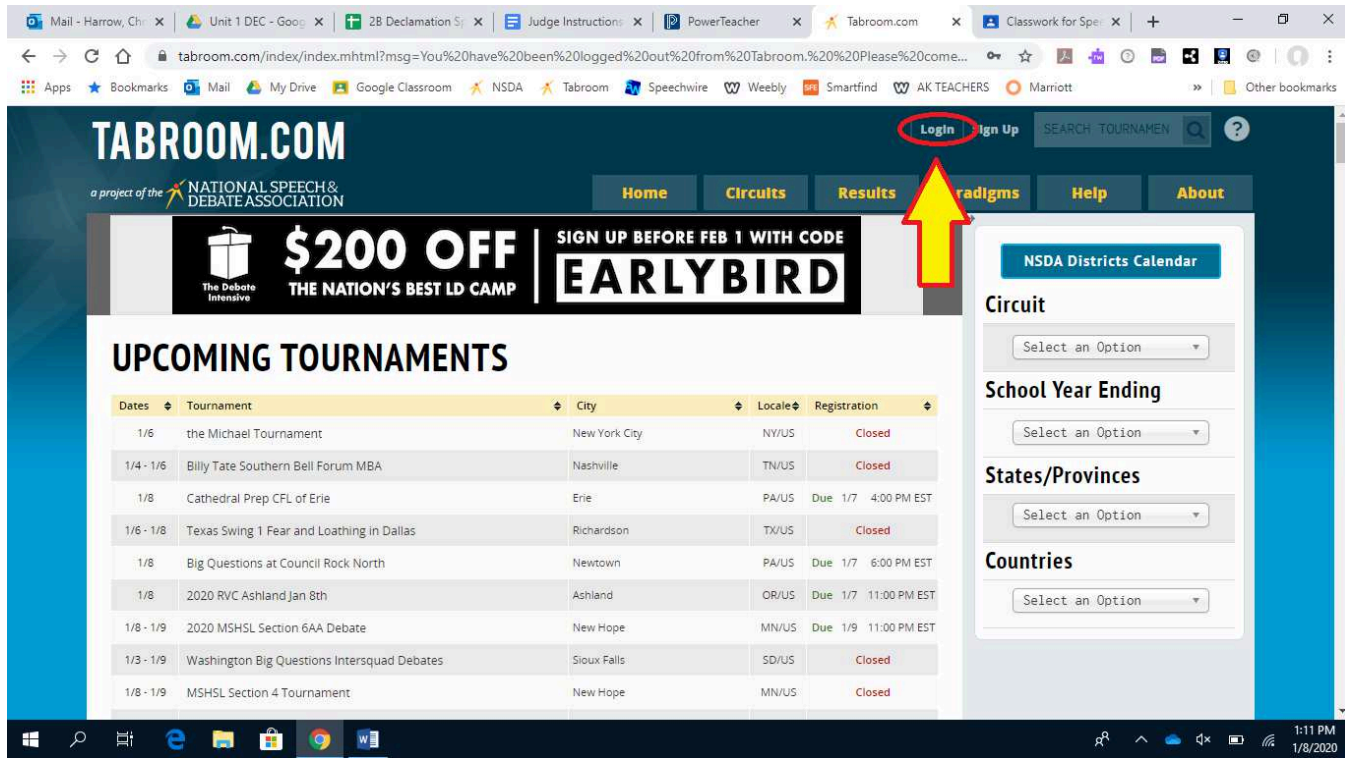 Mail - Harrow, Chr
Unit 1 DEC - Goog
2B Declamation Sp
Judge Instructions
PowerTeacher
Tabroom.com
Classwork for Spee
tabroom.com/index/index.mhtml?msg=You%20have%20been%20logged%20out%20from%20Tabroom.%20%20Please%20come...
Apps Bookmarks Mail My Drive Google Classroom NSDA Tabroom Speechwire Weebly Smartfind AK TEACHERS Marriott » Other bookmarks
TABROOM.COM
Login Sign Up SEARCH TOURNAMEN ?
a project of the NATIONAL SPEECH &
DEBATE ASSOCIATION
Home Circuits Results radigms Help About
The Debate
Intensive
$200 OFF
THE NATION'S BEST LD CAMP
SIGN UP BEFORE FEB 1 WITH CODE
EARLYBIRD
UPCOMING TOURNAMENTS
Dates Tournament City Locale Registration
1/6 the Michael Tournament New York City NY/US Closed
1/4 - 1/6 Billy Tate Southern Bell Forum MBA Nashville TN/US Closed
1/8 Cathedral Prep CFL of Erie Erie PA/US Due 1/7 4:00 PM EST
1/6 - 1/8 Texas Swing 1 Fear and Loathing in Dallas Richardson TX/US Closed
1/8 Big Questions at Council Rock North Newtown PA/US Due 1/7 6:00 PM EST
1/8 2020 RVC Ashland Jan 8th Ashland OR/US Due 1/7 11:00 PM EST
1/8 - 1/9 2020 MSHSL Section 6AA Debate New Hope MN/US Due 1/9 11:00 PM EST
1/3 - 1/9 Washington Big Questions Intersquad Debates Sioux Falls SD/US Closed
1/8 - 1/9 MSHSL Section 4 Tournament New Hope MN/US Closed
NSDA Districts Calendar
Circuit
Select an Option
School Year Ending
Select an Option
States/Provinces
Select an Option
Countries
Select an Option
1:11 PM
1/8/2020